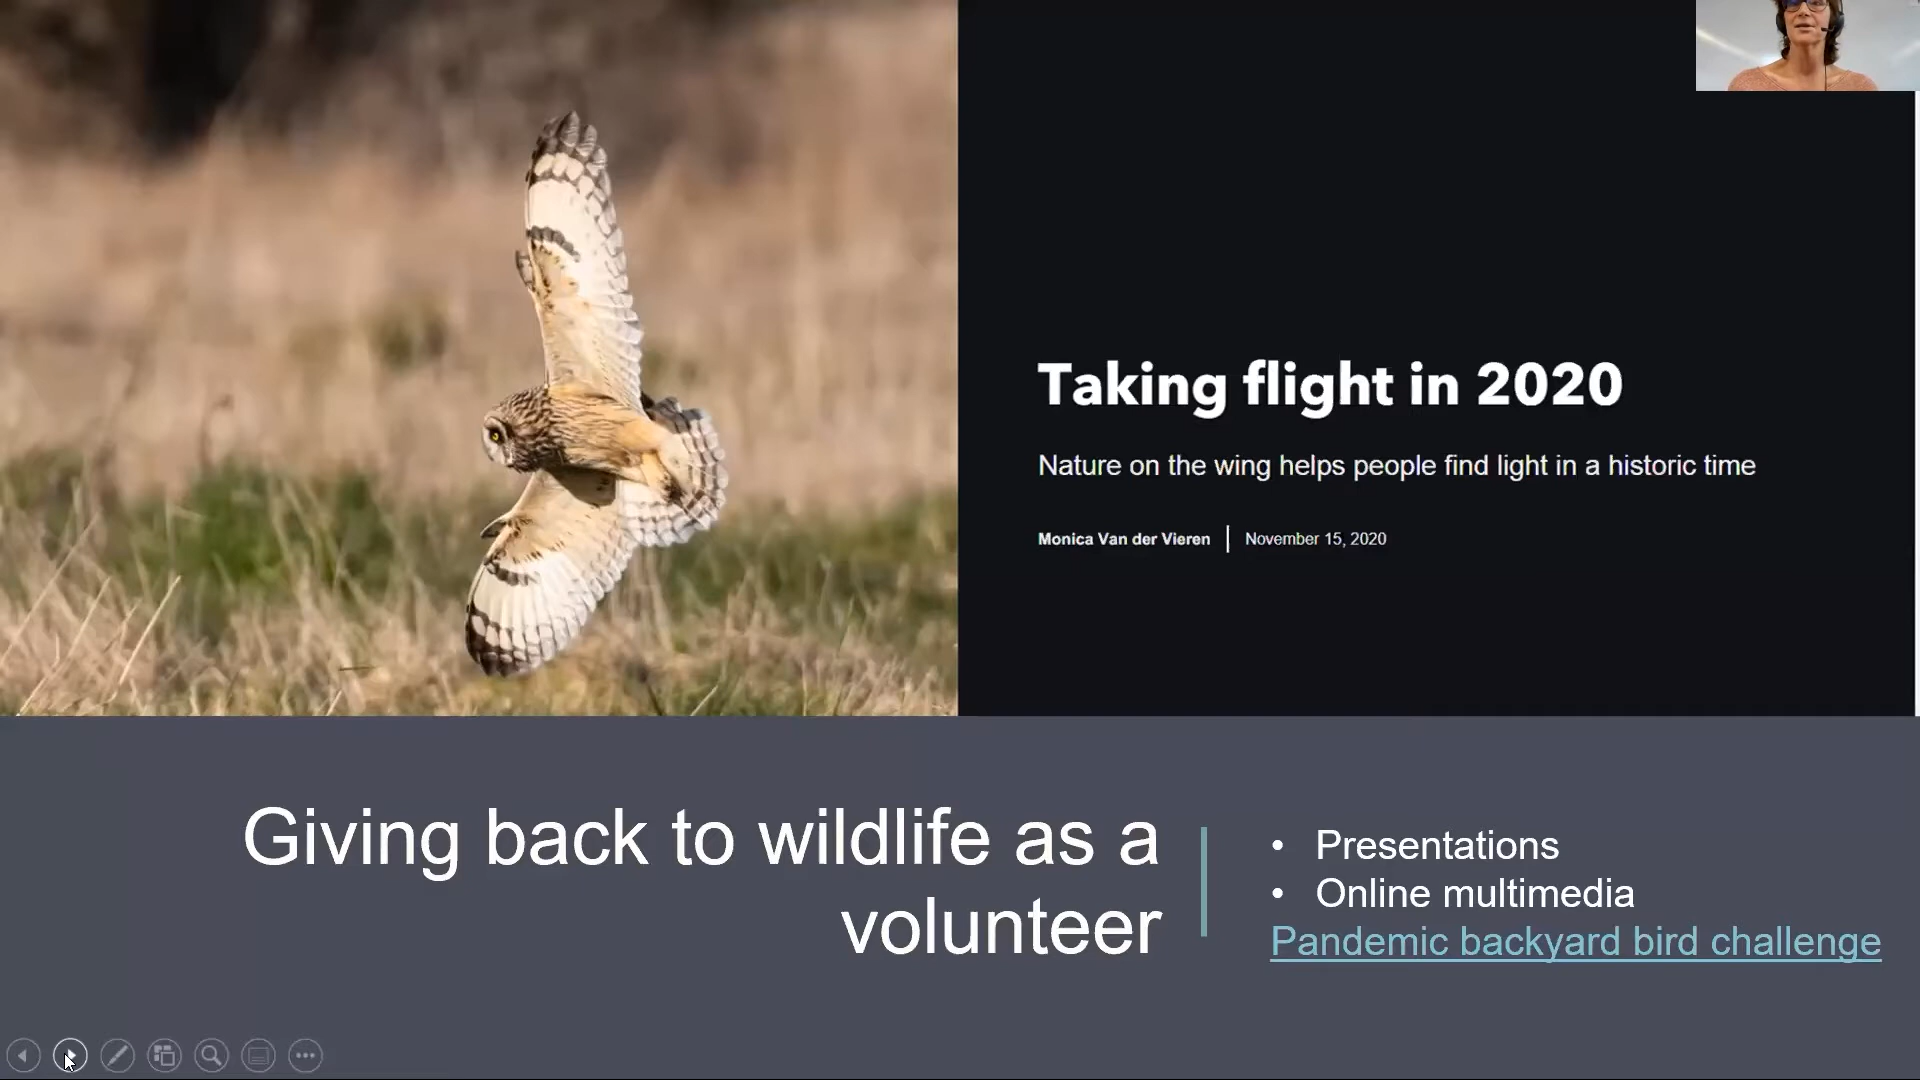 Taking flight in 2020
Nature on the wing helps people find light in a historic time
Monica Van der Vieren | November 15, 2020
Giving back to wildlife as a
volunteer
• Presentations
• Online multimedia
Pandemic backyard bird challenge